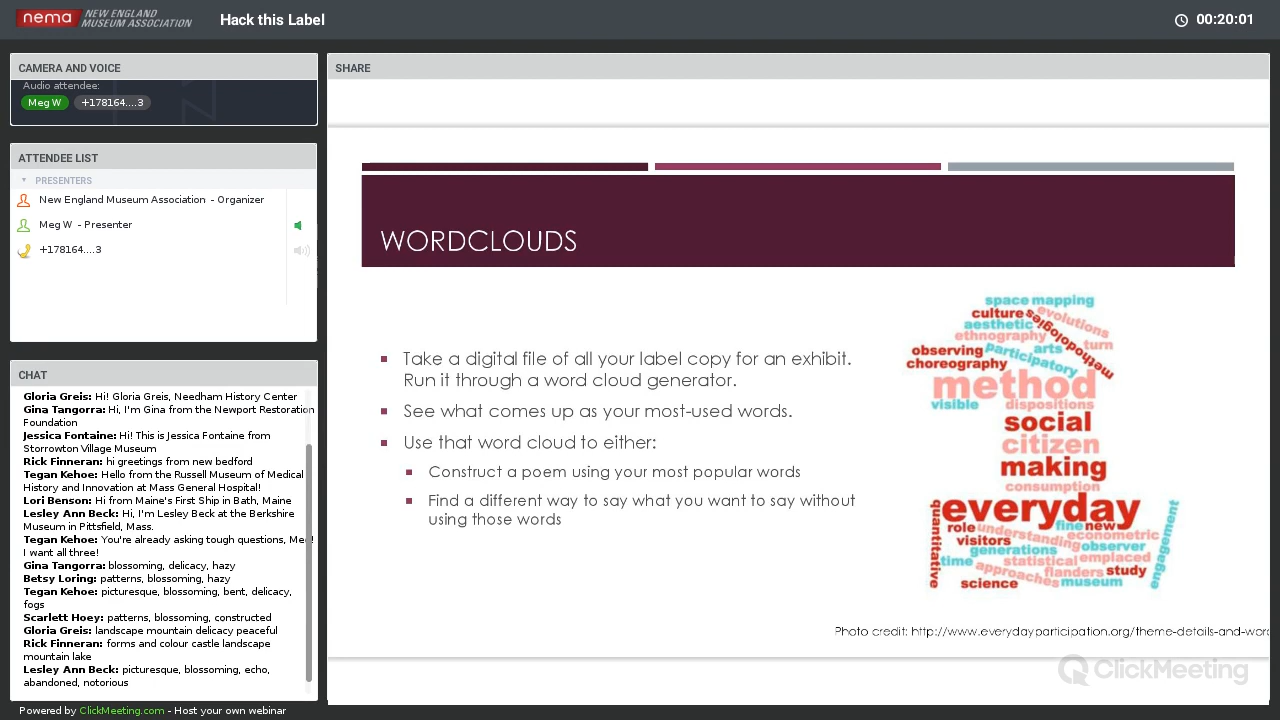 nema NEW ENGLAND
MUSEUM ASSOCIATION
Hack this Label
00:20:01
CAMERA AND VOICE
Audio attendee:
Meg W +178164....3
ATTENDEE LIST
PRESENTERS
New England Museum Association - Organizer
Meg W - Presenter
+178164....3
CHAT
Gloria Greis: Hi! Gloria Greis, Needham History Center
Gina Tangorra: Hi, I'm Gina from the Newport Restoration
Foundation
Jessica Fontaine: Hi! This is Jessica Fontaine from
Storrowton Village Museum
Rick Finneran: hi greetings from new bedford
Tegan Kehoe: Hello from the Russell Museum of Medical
History and Innovation at Mass General Hospital!
Lori Benson: Hi from Maine's First Ship in Bath, Maine
Lesley Ann Beck: Hi, I'm Lesley Beck at the Berkshire
Museum in Pittsfield, Mass.
Tegan Kehoe: You're already asking tough questions, Meg!
I want all three!
Gina Tangorra: blossoming, delicacy, hazy
Betsy Loring: patterns, blossoming, hazy
Tegan Kehoe: picturesque, blossoming, bent, delicacy,
fogs
Scarlett Hoey: patterns, blossoming, constructed
Gloria Greis: landscape mountain delicacy peaceful
Rick Finneran: forms and colour castle landscape
mountain lake
Lesley Ann Beck: picturesque, blossoming, echo,
abandoned, notorious
Powered by ClickMeeting.com - Host your own webinar
SHARE
WORDCLOUDS
Take a digital file of all your label copy for an exhibit.
Run it through a word cloud generator.
See what comes up as your most-used words.
Use that word cloud to either:
Construct a poem using your most popular words
Find a different way to say what you want to say without
using those words
space mapping
culture
evolutions
methodologies
aesthetic
ethnography
turn
arts
observing
participatory
choreography
method
visible
dispositions
social
citizen
making
consumption
everyday
quantitative
role
fine
new
understanding
econometric
visitors
generations
observer
engagement
time
statistical
emplaced
approaches
flanders
study
science
museum
Photo credit: http://www.everydayparticipation.org/theme-details-and-wor
ClickMeeting